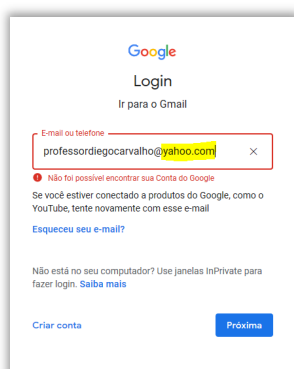 Google
Login
Ir para o Gmail
E-mail ou telefone
professordiegocarvalho@yahoo.com
Não foi possível encontrar sua Conta do Google
Se você estiver conectado a produtos do Google, como o
YouTube, tente novamente com esse e-mail
Esqueceu seu e-mail?
Não está no seu computador? Use janelas InPrivate para
fazer login. Saiba mais
Criar conta
Próxima